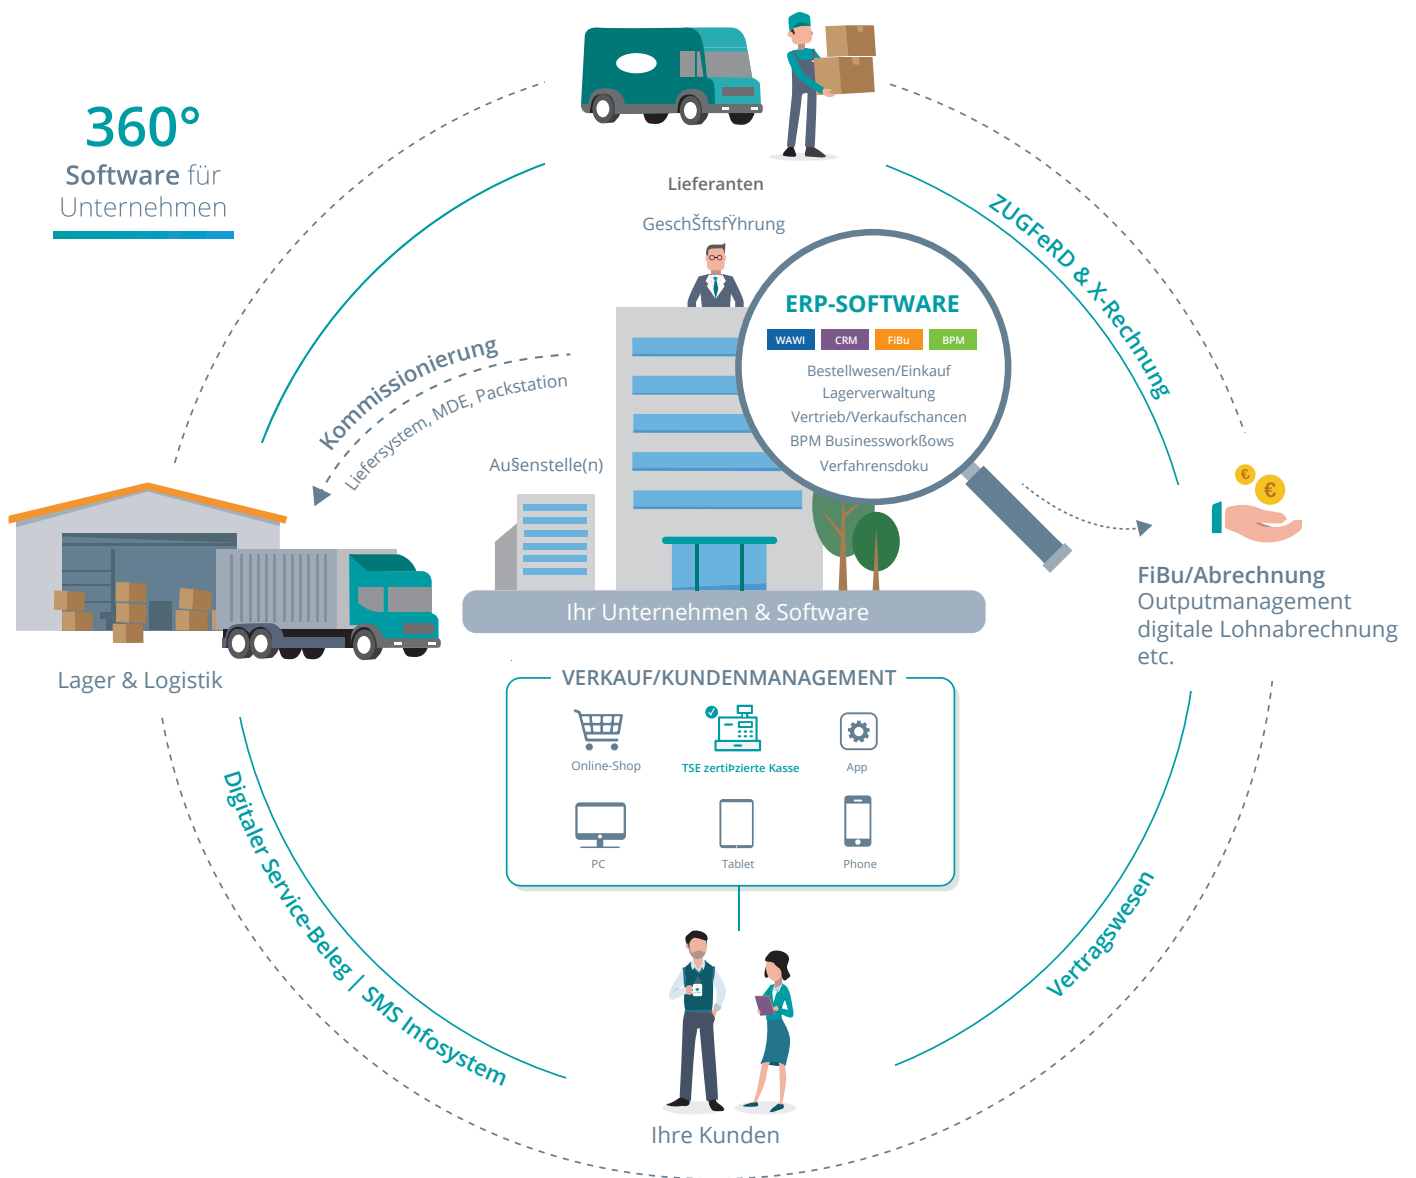 360°
Software für
Unternehmen
Lieferanten
GeschŠftsfŸhrung
ZUGFeRD & X-Rechnung
ERP-SOFTWARE
WAWI CRM FiBu BPM
Bestellwesen/Einkauf
Lagerverwaltung
Vertrieb/Verkaufschancen
BPM Businessworkßows
Verfahrensdoku
Kommissionierung
Liefersystem, MDE, Packstation
Au§enstelle(n)
€ €
FiBu/Abrechnung
Outputmanagement
digitale Lohnabrechnung
etc.
Ihr Unternehmen & Software
Lager & Logistik
VERKAUF/KUNDENMANAGEMENT
Online-Shop
TSE zertiÞzierte Kasse
App
PC
Tablet
Phone
Digitaler Service-Beleg | SMS Infosystem
Vertragswesen
Ihre Kunden